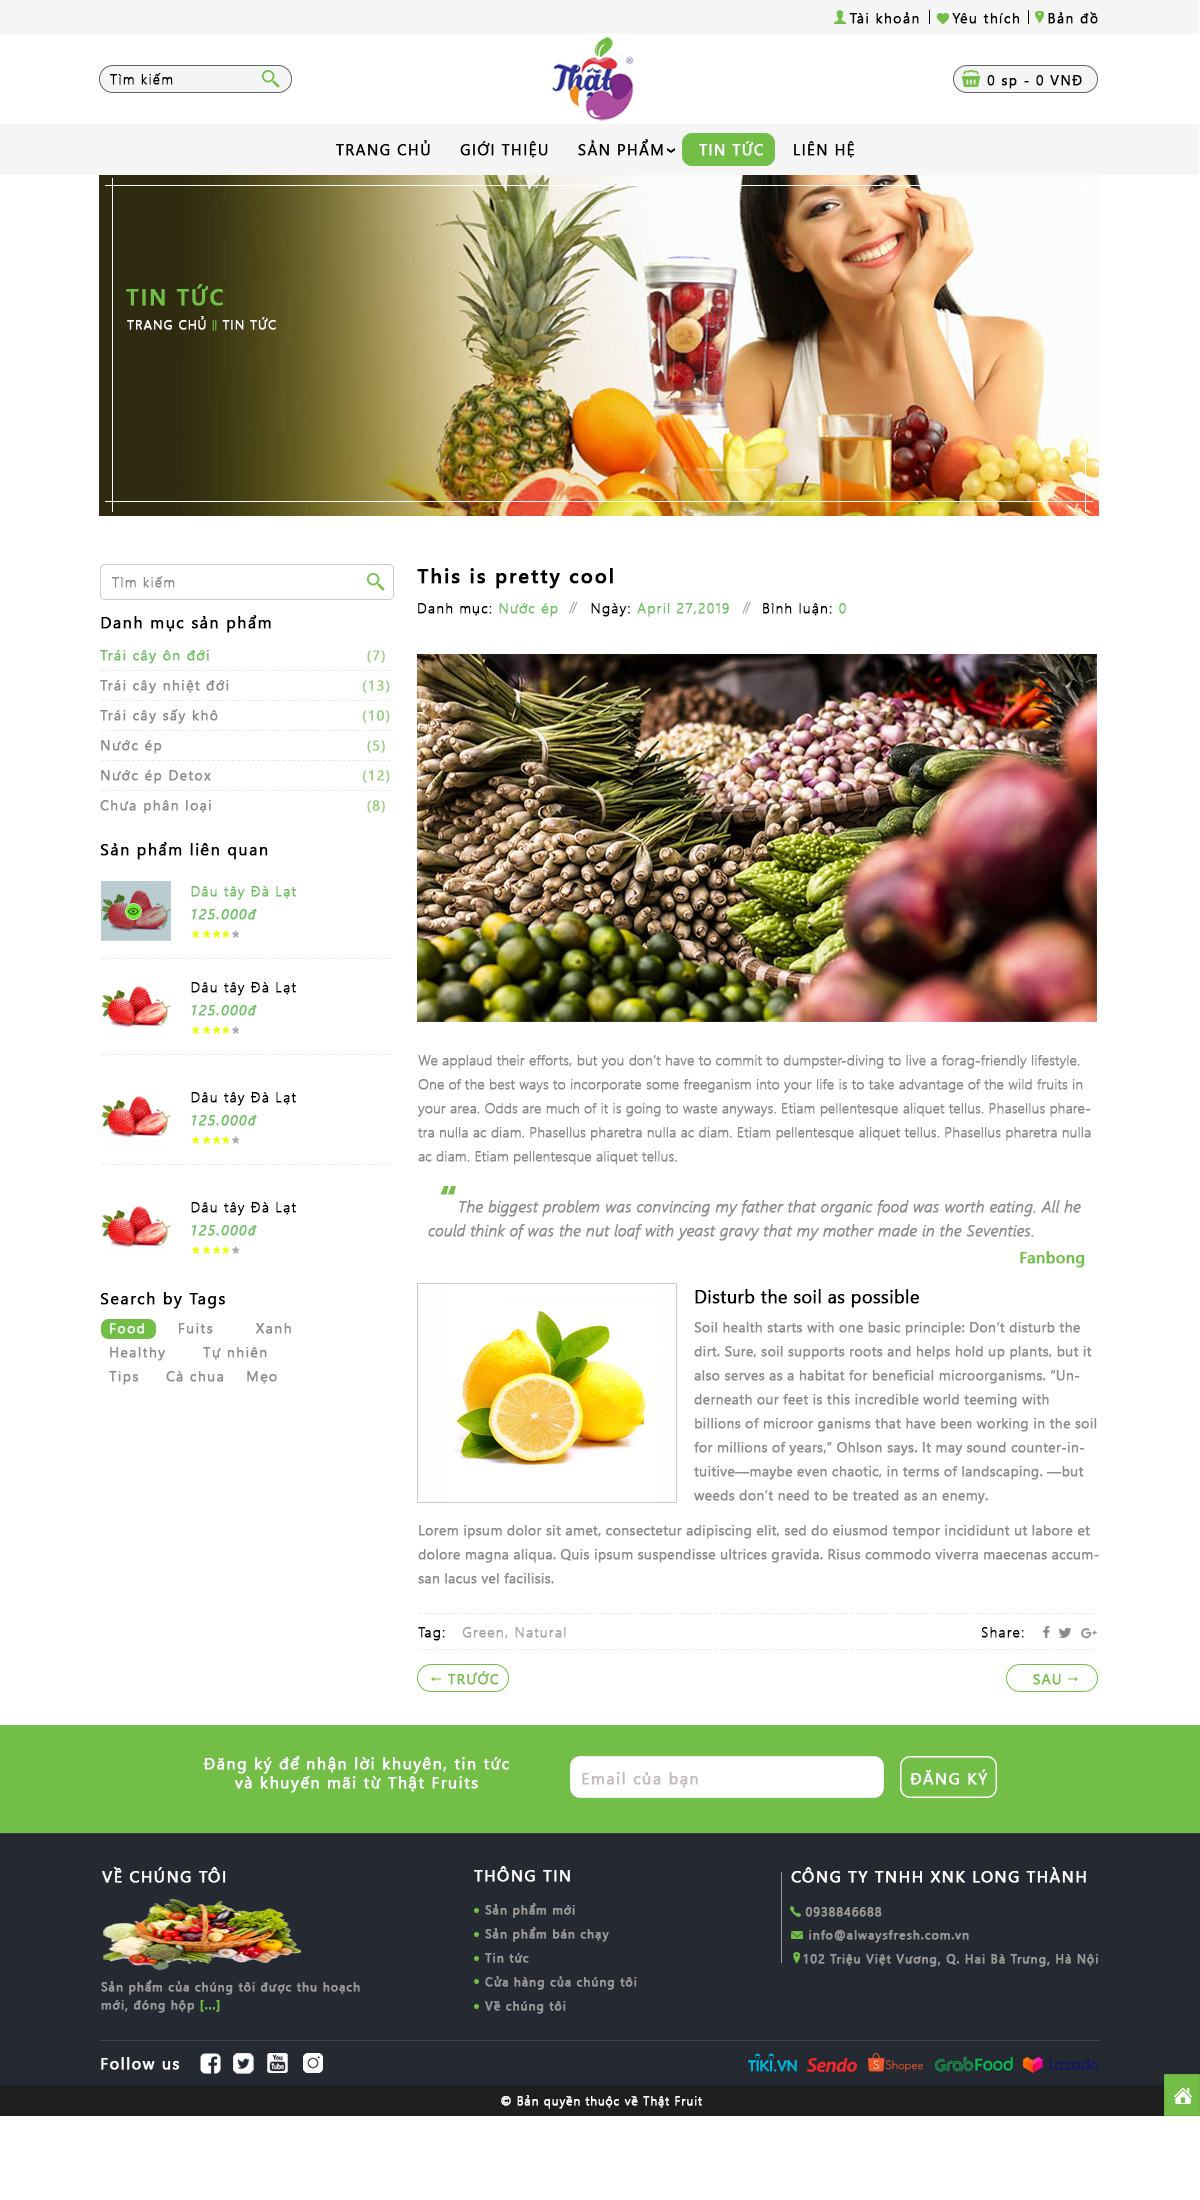 Tài khoản
Yêu thích
Bản đồ
Tìm kiếm
Thật
®
0 sp - 0 VNĐ
TRANG CHỦ
GIỚI THIỆU
SẢN PHẨM
TIN TỨC
LIÊN HỆ
TIN TỨC
TRANG CHỦ || TIN TỨC
Tìm kiếm
Danh mục sản phẩm
Trái cây ôn đới (7)
Trái cây nhiệt đới (13)
Trái cây sấy khô (10)
Nước ép (5)
Nước ép Detox (12)
Chưa phân loại (8)
Sản phẩm liên quan
Dâu tây Đà Lạt
125.000đ
Dâu tây Đà Lạt
125.000đ
Dâu tây Đà Lạt
125.000đ
Dâu tây Đà Lạt
125.000đ
Search by Tags
Food Fuits Xanh
Healthy Tự nhiên
Tips Cà chua Mẹo
This is pretty cool
Danh mục: Nước ép // Ngày: April 27,2019 // Bình luận: 0
We applaud their efforts, but you don’t have to commit to dumpster-diving to live a forag-friendly lifestyle.
One of the best ways to incorporate some freeganism into your life is to take advantage of the wild fruits in
your area. Odds are much of it is going to waste anyways. Etiam pellentesque aliquet tellus. Phasellus phare-
tra nulla ac diam. Phasellus pharetra nulla ac diam. Etiam pellentesque aliquet tellus. Phasellus pharetra nulla
ac diam. Etiam pellentesque aliquet tellus.
“The biggest problem was convincing my father that organic food was worth eating. All he
could think of was the nut loaf with yeast gravy that my mother made in the Seventies.
Fanbong
Disturb the soil as possible
Soil health starts with one basic principle: Don’t disturb the
dirt. Sure, soil supports roots and helps hold up plants, but it
also serves as a habitat for beneficial microorganisms. “Un-
derneath our feet is this incredible world teeming with
billions of microor ganisms that have been working in the soil
for millions of years,” Ohlson says. It may sound counter-in-
tuitive—maybe even chaotic, in terms of landscaping. —but
weeds don’t need to be treated as an enemy.
Lorem ipsum dolor sit amet, consectetur adipiscing elit, sed do eiusmod tempor incididunt ut labore et
dolore magna aliqua. Quis ipsum suspendisse ultrices gravida. Risus commodo viverra maecenas accum-
san lacus vel facilisis.
Tag: Green, Natural
Share:
← TRƯỚC
SAU →
Đăng ký để nhận lời khuyên, tin tức
và khuyến mãi từ Thật Fruits
Email của bạn
ĐĂNG KÝ
VỀ CHÚNG TÔI
Sản phẩm của chúng tôi được thu hoạch
mới, đóng hộp [...]
THÔNG TIN
Sản phẩm mới
Sản phẩm bán chạy
Tin tức
Cửa hàng của chúng tôi
Về chúng tôi
CÔNG TY TNHH XNK LONG THÀNH
0938846688
info@alwaysfresh.com.vn
102 Triệu Việt Vương, Q. Hai Bà Trưng, Hà Nội
Follow us
You
Tube
TIKI.VN
Sendo
Shopee
GrabFood
Lazada
© Bản quyền thuộc về Thật Fruit